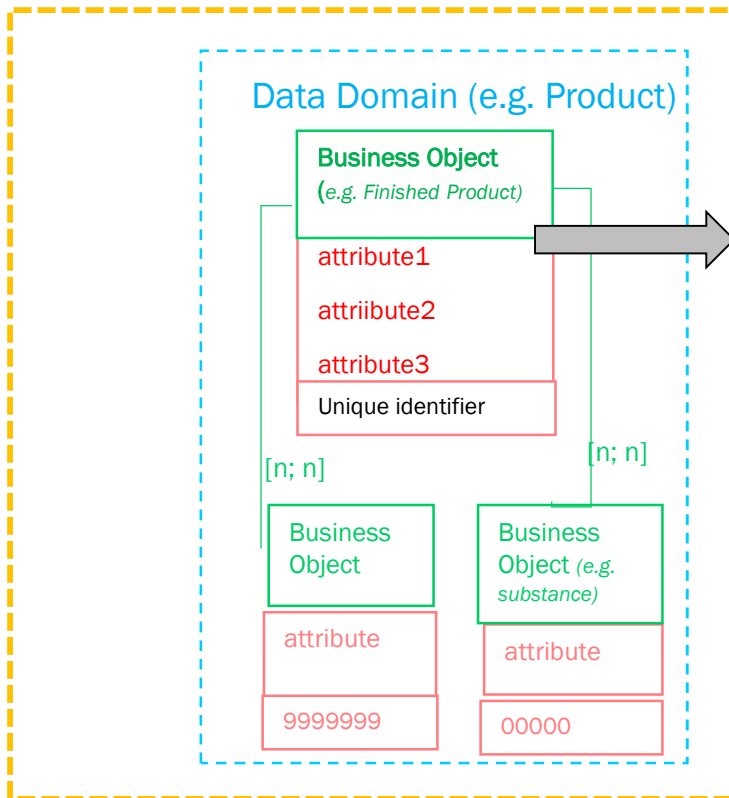 Data Domain (e.g. Product)
Business Object
(e.g. Finished Product)
attribute1
attriibute2
attribute3
Unique identifier
[n; n]
[n; n]
Business
Object
attribute
9999999
Business
Object (e.g.
substance)
attribute
00000